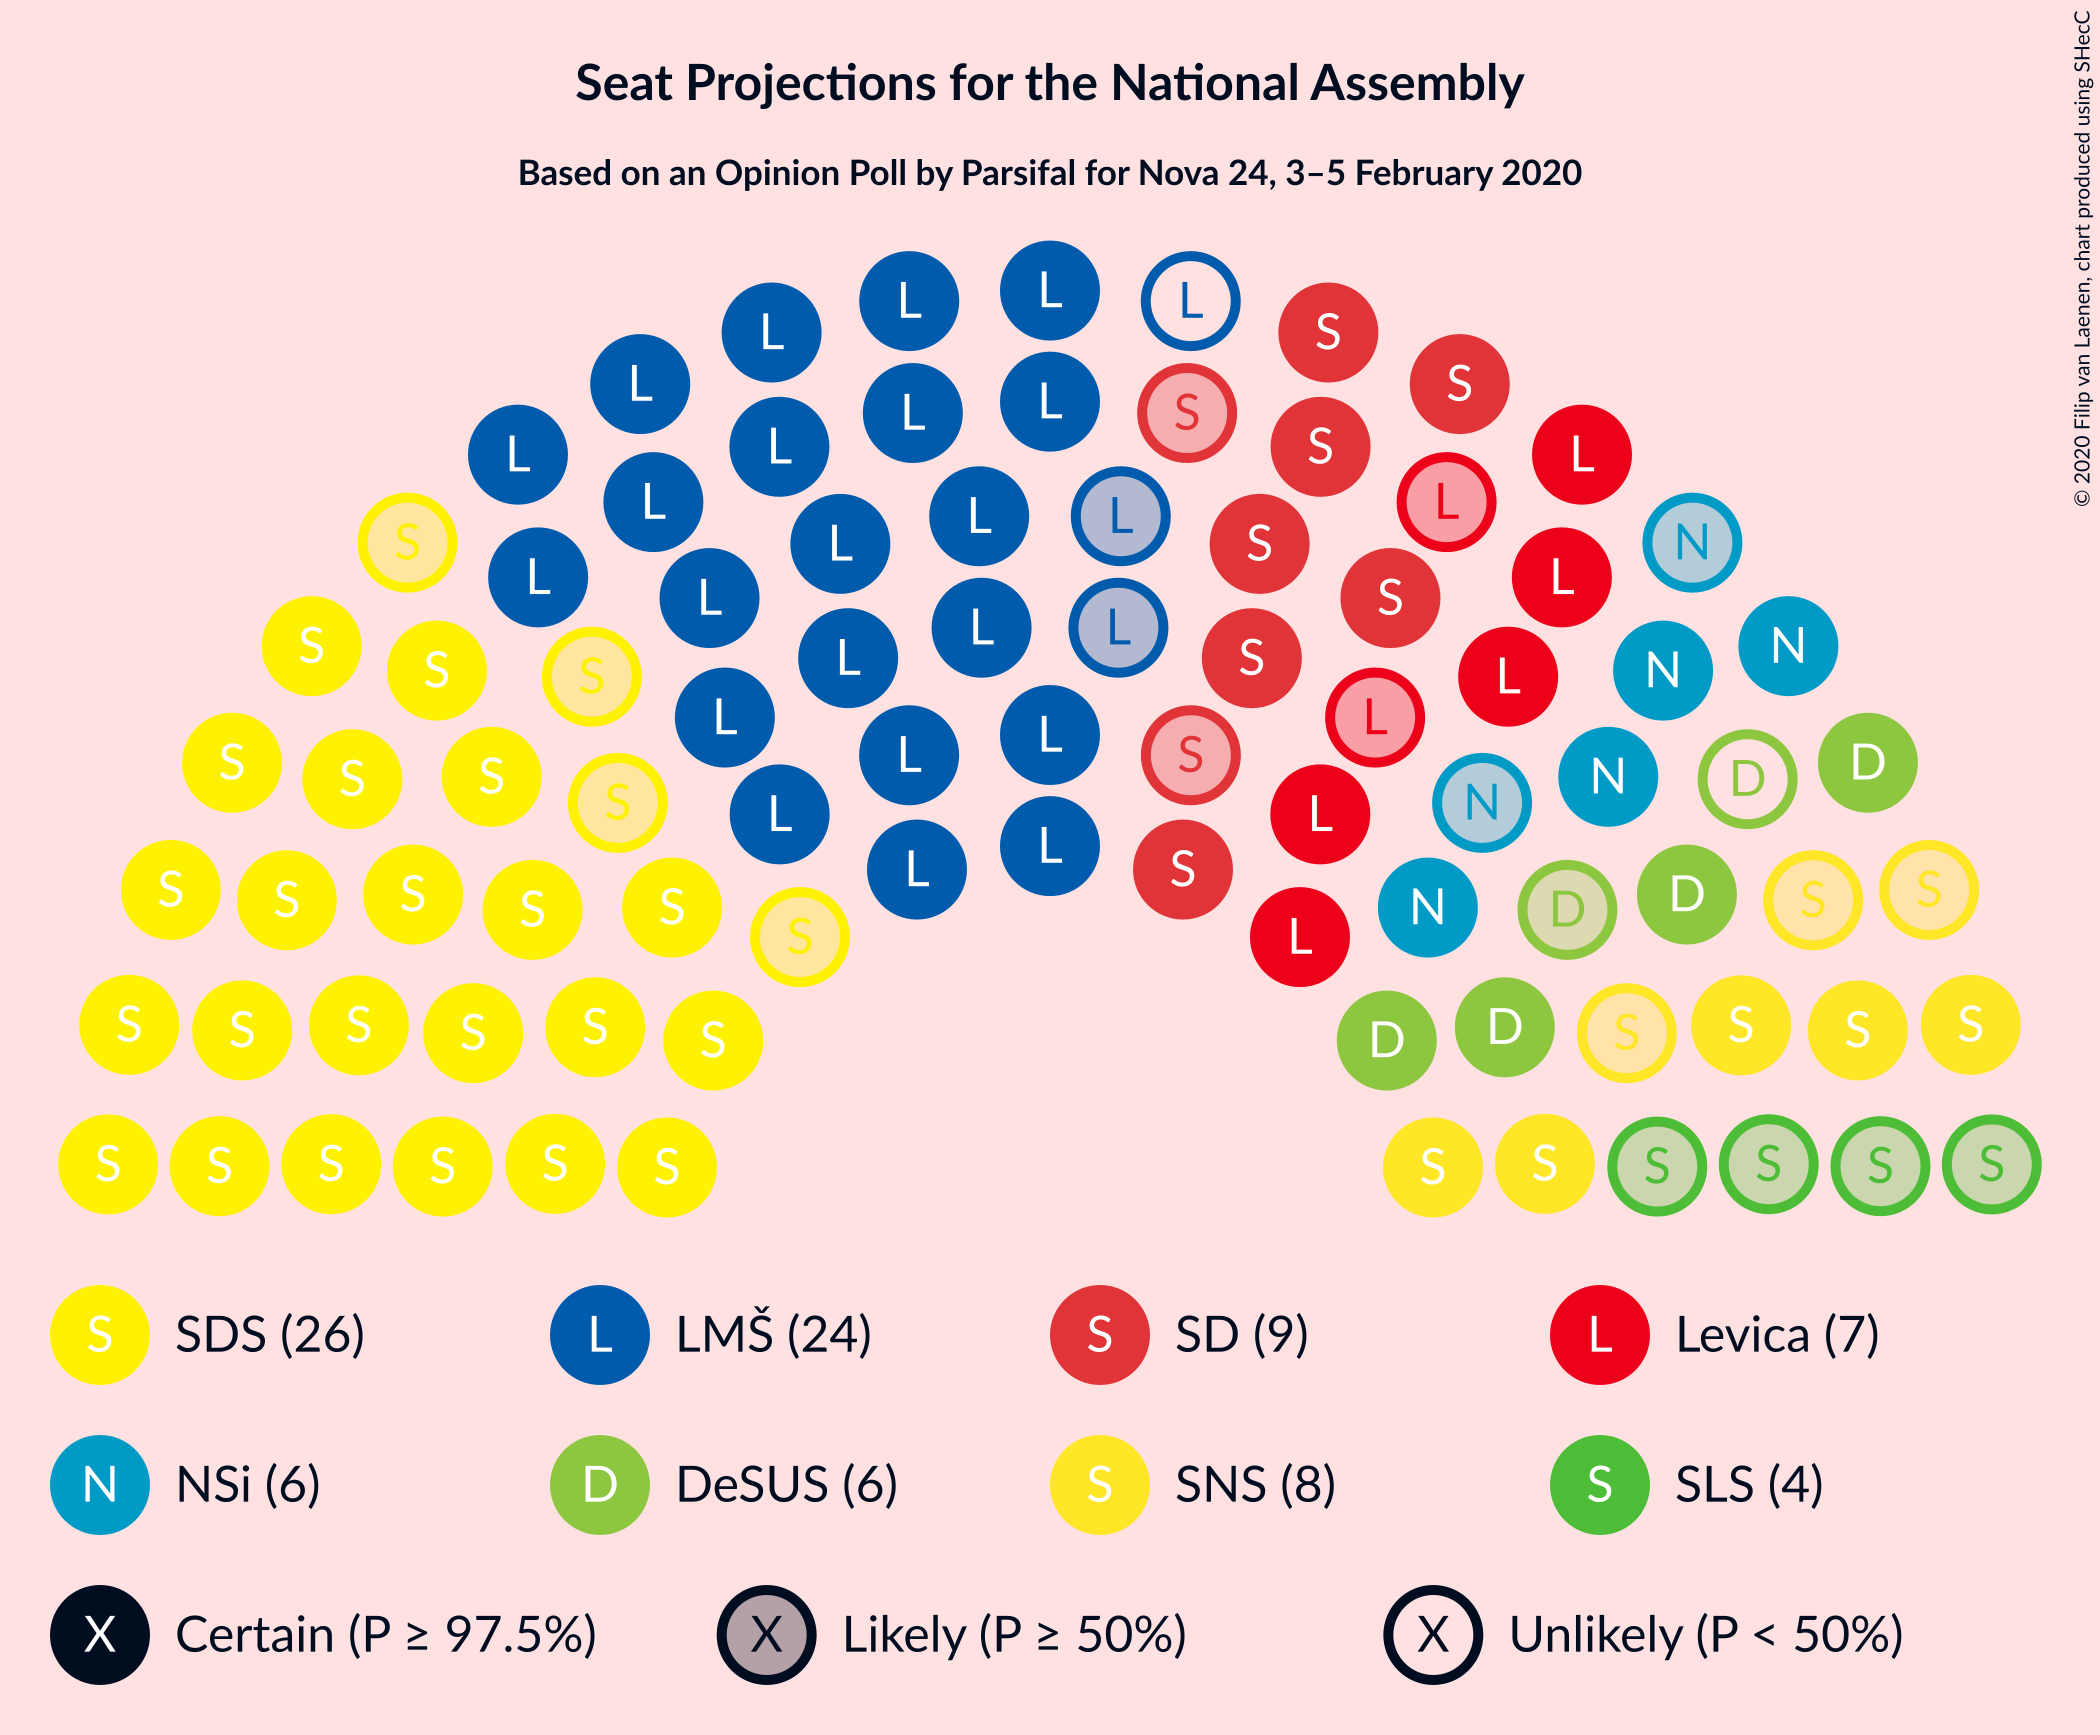 Seat Projections for the National Assembly
Based on an Opinion Poll by Parsifal for Nova 24, 3–5 February 2020
© 2020 Filip van Laenen, chart produced using SHecC
L L L L L
L L S S
L L L S S L
S L L L L S L N
S S L L L L S S L N N
S S S S L L L L S L N N D D
S S S S S S L L L S L L N D D S S
S S S S S S D D S S S S
S S S S S S S S S S S S
S SDS (26) L LMŠ (24) S SD (9) L Levica (7)
N NSi (6) D DeSUS (6) S SNS (8) S SLS (4)
X Certain (P ≥ 97.5%) X Likely (P ≥ 50%) X Unlikely (P < 50%)